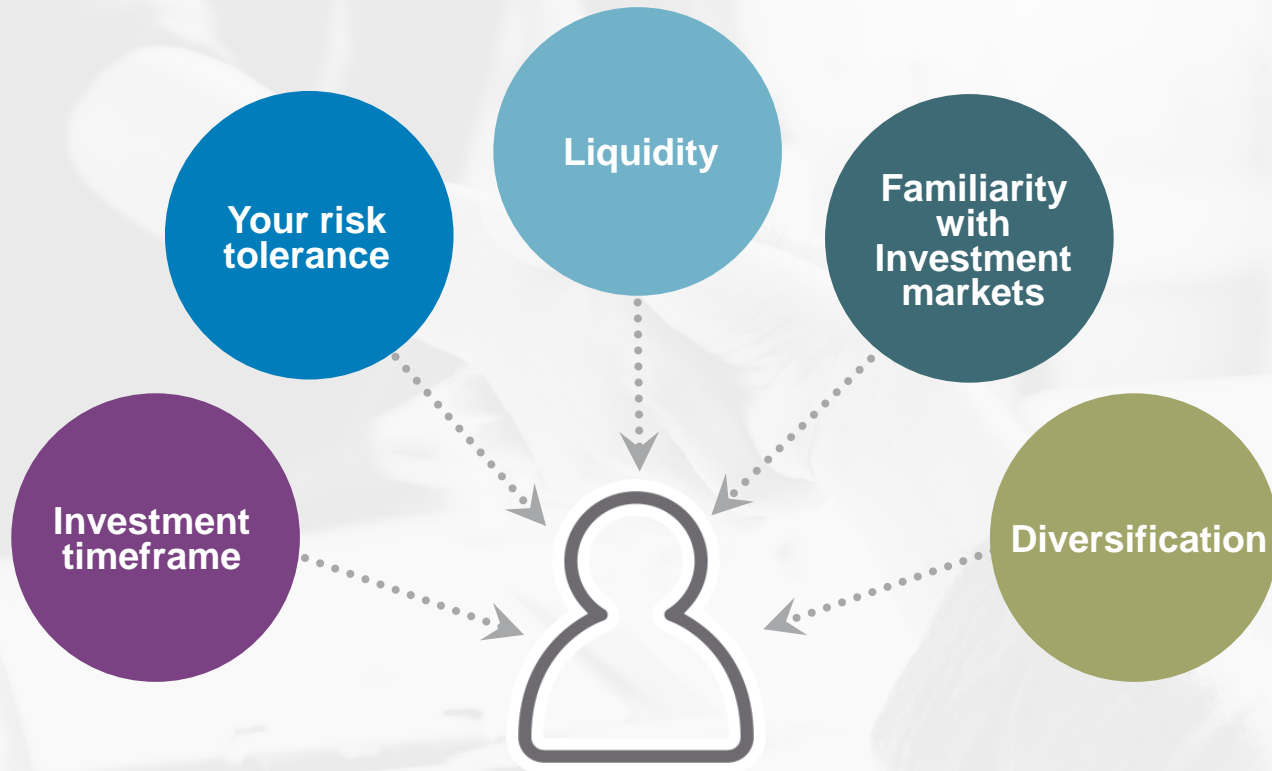 Investment
timeframe
Your risk
tolerance
Liquidity
Familiarity
with
Investment
markets
Diversification